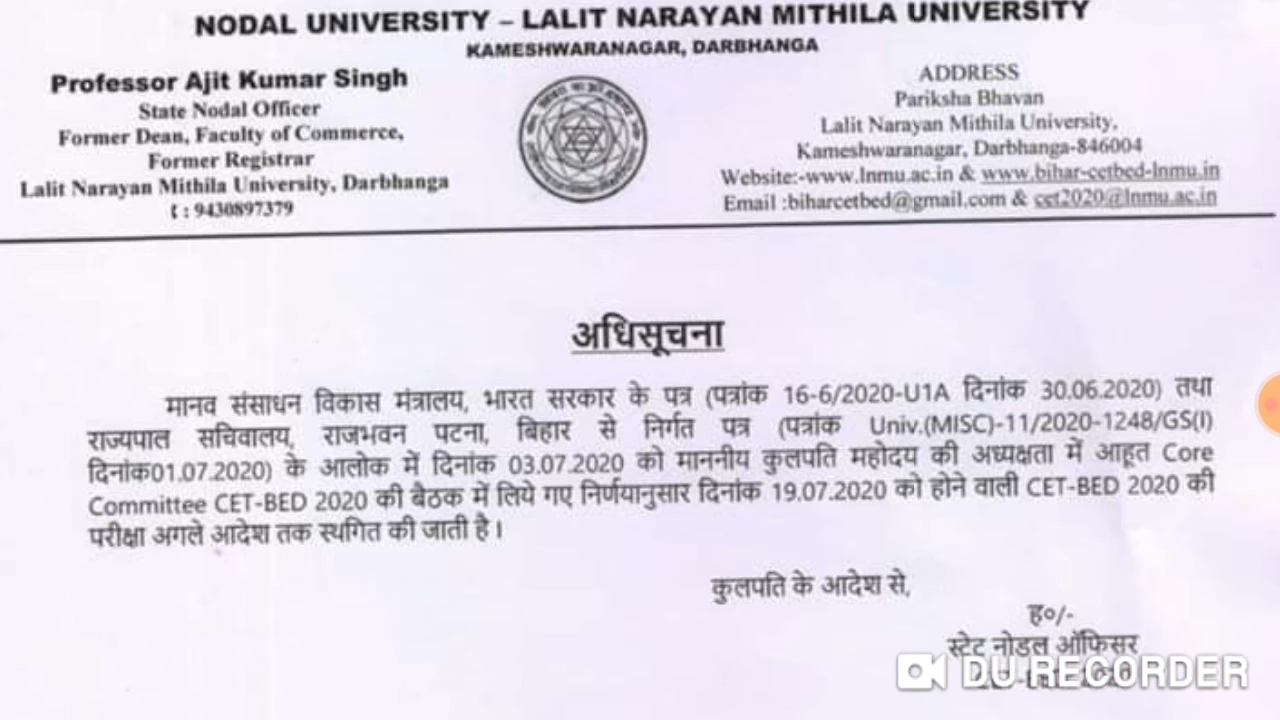 NODAL UNIVERSITY – LALIT NARAYAN MITHILA UNIVERSITY
KAMESHWARANAGAR, DARBHANGA
Professor Ajit Kumar Singh
State Nodal Officer
Former Dean, Faculty of Commerce,
Former Registrar
Lalit Narayan Mithila University, Darbhanga
t : 9430897379
ADDRESS
Pariksha Bhavan
Lalit Narayan Mithila University,
Kameshwaranagar, Darbhanga-846004
Website:-www.lnmu.ac.in & www.bihar-cetbed-lnmu.in
Email :biharcetbed@gmail.com & cet2020@lnmu.ac.in
अधिसूचना
मानव संसाधन विकास मंत्रालय, भारत सरकार के पत्र (पत्रांक 16-6/2020-U1A दिनांक 30.06.2020) तथा
राज्यपाल सचिवालय, राजभवन पटना, बिहार से निर्गत पत्र (पत्रांक Univ.(MISC)-11/2020-1248/GS(I)
दिनांक01.07.2020) के आलोक में दिनांक 03.07.2020 को माननीय कुलपति महोदय की अध्यक्षता में आहूत Core
Committee CET-BED 2020 की बैठक में लिये गए निर्णयानुसार दिनांक 19.07.2020 को होने वाली CET-BED 2020 की
परीक्षा अगले आदेश तक स्थगित की जाती है।
कुलपति के आदेश से,
ह०/-
स्टेट नोडल ऑफिसर
DU RECORDER